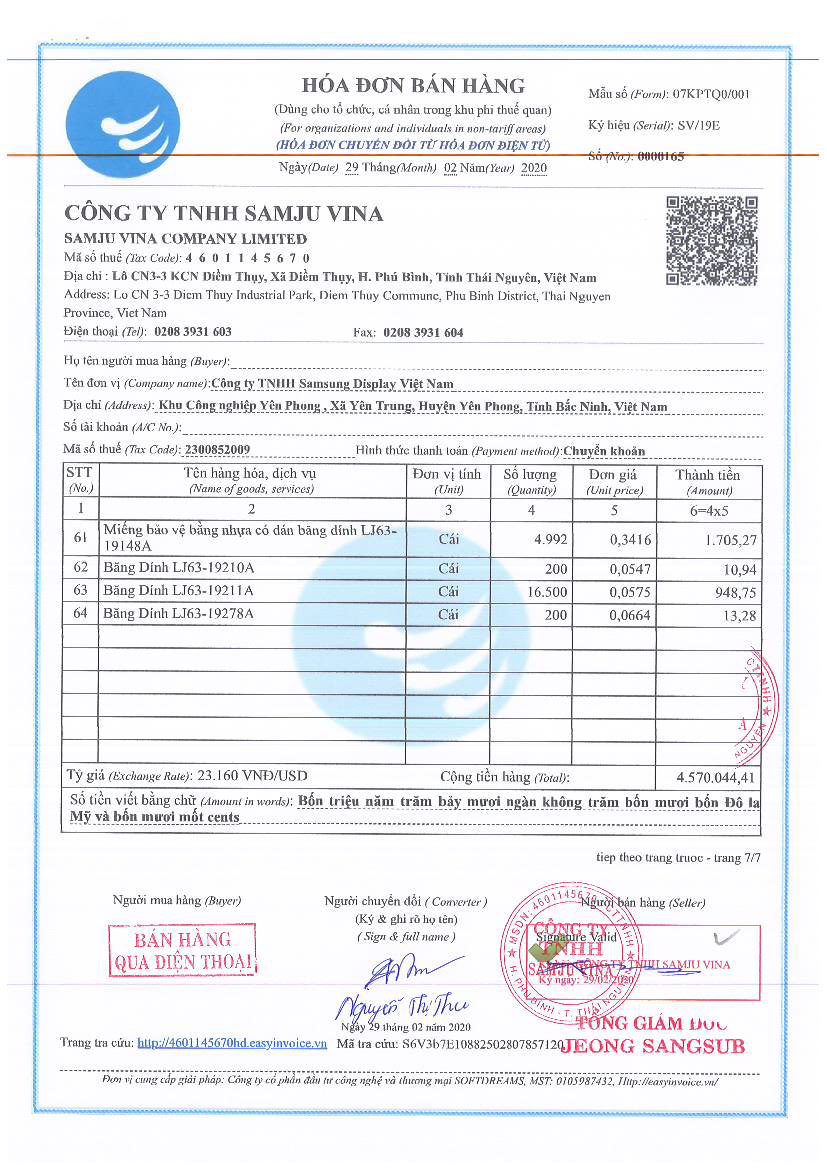 HÓA ĐƠN BÁN HÀNG
(Dùng cho tổ chức, cá nhân trong khu phi thuế quan)
(For organizations and individuals in non-tariff areas)
(HÓA ĐƠN CHUYỂN ĐỔI TỪ HÓA ĐƠN ĐIỆN TỬ)
Ngày(Date) 29 Tháng(Month) 02 Năm(Year) 2020
Mẫu số (Form): 07KPTQ0/001
Ký hiệu (Serial): SV/19E
Số (No.): 0000165
CÔNG TY TNHH SAMJU VINA
SAMJU VINA COMPANY LIMITED
Mã số thuế (Tax Code): 4 6 0 1 1 4 5 6 7 0
Địa chỉ : Lô CN3-3 KCN Điềm Thụy, Xã Điềm Thụy, H. Phú Bình, Tỉnh Thái Nguyên, Việt Nam
Address: Lo CN 3-3 Diem Thuy Industrial Park, Diem Thuy Commune, Phu Binh District, Thai Nguyen
Province, Viet Nam
Điện thoại (Tel): 0208 3931 603 Fax: 0208 3931 604
Họ tên người mua hàng (Buyer):
Tên đơn vị (Company name):Công ty TNHH Samsung Display Việt Nam
Địa chỉ (Address): Khu Công nghiệp Yên Phong , Xã Yên Trung, Huyện Yên Phong, Tỉnh Bắc Ninh, Việt Nam
Số tài khoản (A/C No.):
Mã số thuế (Tax Code): 2300852009 Hình thức thanh toán (Payment method):Chuyển khoản
STT Tên hàng hóa, dịch vụ Đơn vị tính Số lượng Đơn giá Thành tiền
(No.) (Name of goods, services) (Unit) (Quantity) (Unit price) (Amount)
1 2 3 4 5 6=4x5
61 Miếng bảo vệ bằng nhựa có dán băng dính LJ63-
19148A Cái 4.992 0,3416 1.705,27
62 Băng Dính LJ63-19210A Cái 200 0,0547 10,94
63 Băng Dính LJ63-19211A Cái 16.500 0,0575 948,75
64 Băng Dính LJ63-19278A Cái 200 0,0664 13,28
Tỷ giá (Exchange Rate): 23.160 VNĐ/USD Cộng tiền hàng (Total): 4.570.044,41
Số tiền viết bằng chữ (Amount in words): Bốn triệu năm trăm bảy mươi ngàn không trăm bốn mươi bốn Đô la
Mỹ và bốn mươi mốt cents
tiep theo trang truoc - trang 7/7
Người mua hàng (Buyer) Người chuyển đổi ( Converter ) Người bán hàng (Seller)
(Ký & ghi rõ họ tên)
( Sign & full name )
BÁN HÀNG
QUA ĐIỆN THOẠI
M.S.D.N: 4601145670
CÔNG TY
TNHH
SAMJU VINA
H. PHÚ BÌNH - T. THÁI NGUYÊN
Signature Valid
CÔNG TY TNHH SAMJU VINA
Ký ngày: 29/02/2020
Nguyễn Thị Thu
Ngày 29 tháng 02 năm 2020
TỔNG GIÁM ĐỐC
JEONG SANGSUB
Trang tra cứu: http://4601145670hd.easyinvoice.vn Mã tra cứu: S6V3b7E10882502807857120
Đơn vị cung cấp giải pháp: Công ty cổ phần đầu tư công nghệ và thương mại SOFTDREAMS, MST: 0105987432, Http://easyinvoice.vn/